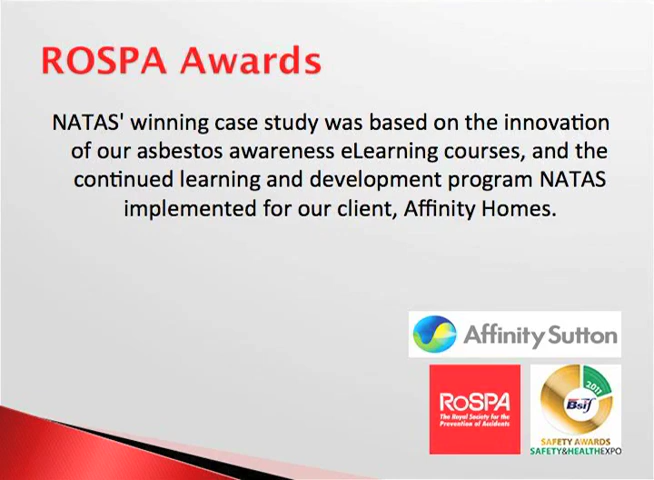 ROSPA Awards
NATAS' winning case study was based on the innovation
of our asbestos awareness eLearning courses, and the
continued learning and development program NATAS
implemented for our client, Affinity Homes.
Affinity Sutton
RoSPA
The Royal Society for the
Prevention of Accidents
2011
Bsif
SAFETY AWARDS
SAFETY&HEALTHEXPO